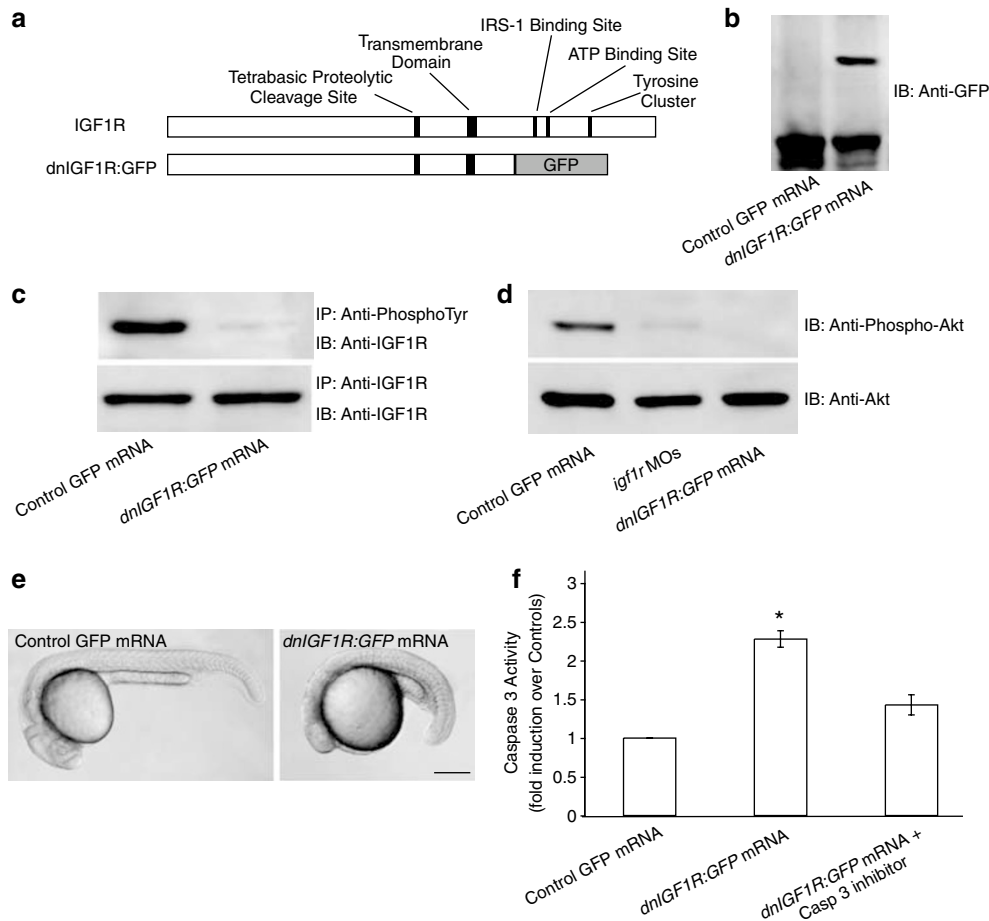 a
IRS-1 Binding Site
Transmembrane
Domain
ATP Binding Site
Tetrabasic Proteolytic
Cleavage Site
Tyrosine
Cluster
IGF1R
dnIGF1R:GFP
GFP
b
IB: Anti-GFP
Control GFP mRNA
dnIGF1R:GFP mRNA
c
IP: Anti-PhosphoTyr
IB: Anti-IGF1R
IP: Anti-IGF1R
IB: Anti-IGF1R
Control GFP mRNA
dnIGF1R:GFP mRNA
d
IB: Anti-Phospho-Akt
IB: Anti-Akt
Control GFP mRNA
igf1r MOs
dnIGF1R:GFP mRNA
e
Control GFP mRNA
dnIGF1R:GFP mRNA
f
Caspase 3 Activity
(fold induction over Controls)
3
2.5
2
1.5
1
0.5
0
*
Control GFP mRNA
dnIGF1R:GFP mRNA
dnIGF1R:GFP mRNA +
Casp 3 inhibitor